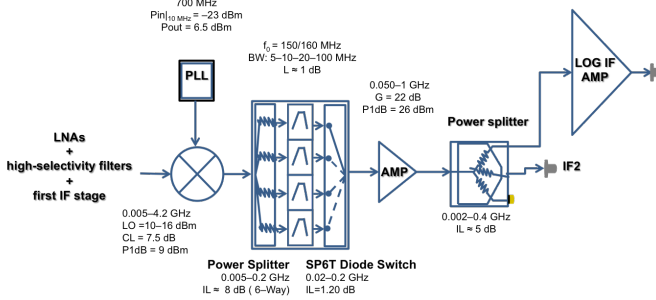 700 MHz
Pin|10 MHz = –23 dBm
Pout = 6.5 dBm
PLL
f0 = 150/160 MHz
BW: 5–10–20–100 MHz
L ≈ 1 dB
0.050–1 GHz
G = 22 dB
P1dB = 26 dBm
LOG IF
AMP
Power splitter
LNAs
+
high-selectivity filters
+
first IF stage
AMP
IF2
0.005–4.2 GHz
LO =10–16 dBm
CL = 7.5 dB
P1dB = 9 dBm
0.002–0.4 GHz
IL ≈ 5 dB
Power Splitter
0.005–0.2 GHz
IL ≈ 8 dB ( 6–Way)
SP6T Diode Switch
0.02–0.2 GHz
IL=1.20 dB